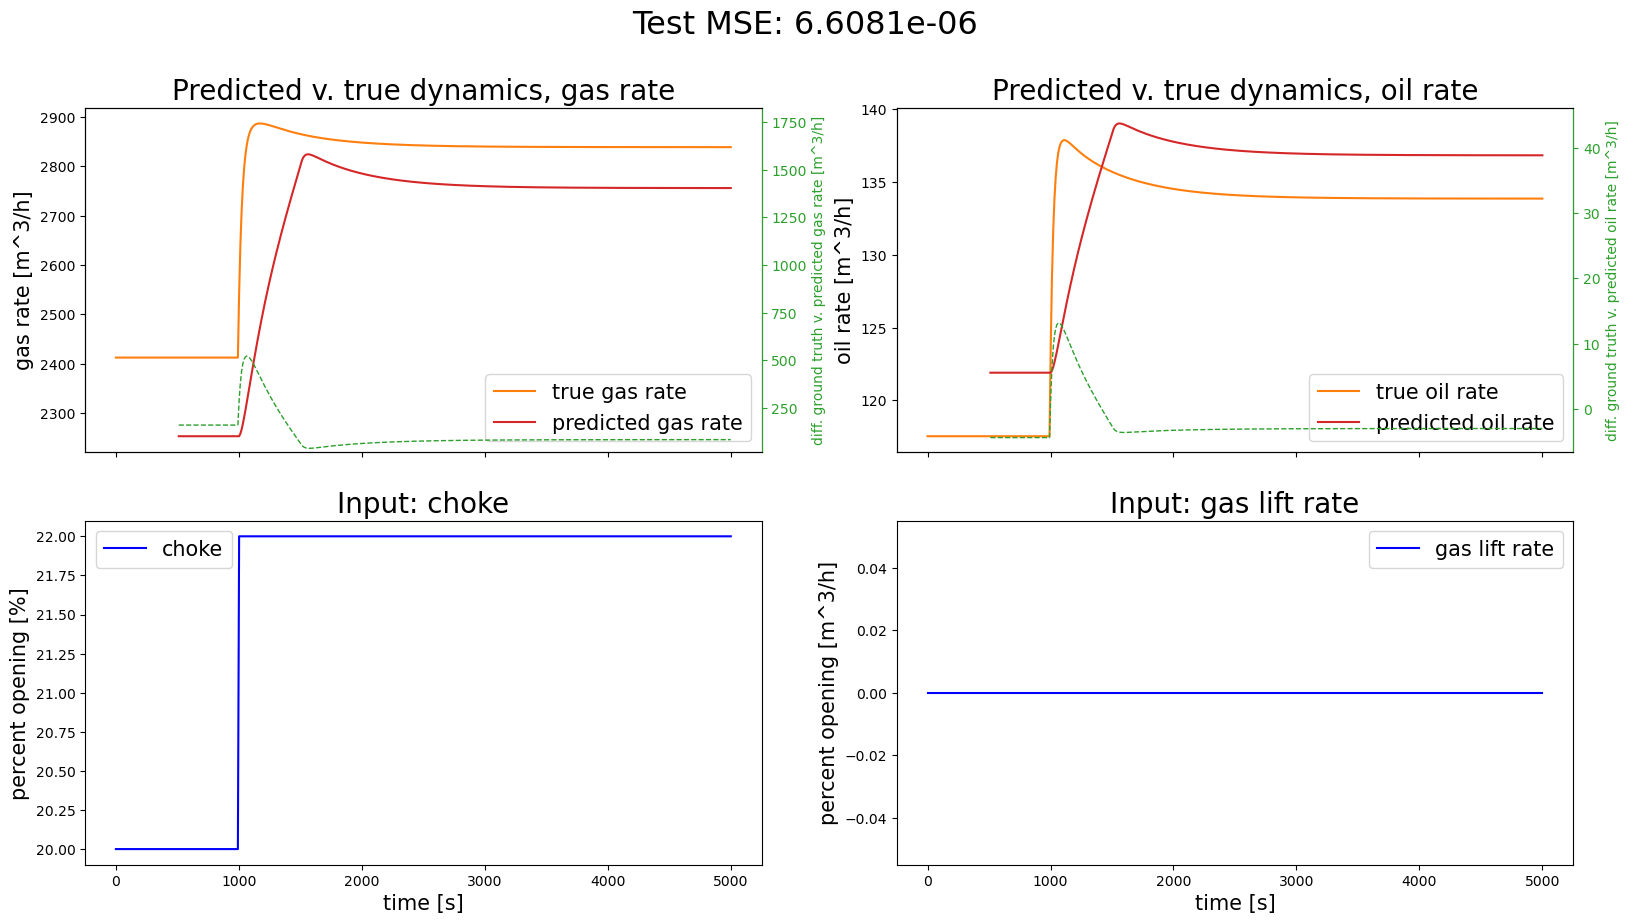 Test MSE: 6.6081e-06
Predicted v. true dynamics, gas rate
2900
2800
2700
2600
2500
2400
2300
gas rate [m^3/h]
1750
1500
1250
1000
750
500
250
diff. ground truth v. predicted gas rate [m^3/h]
true gas rate
predicted gas rate
Predicted v. true dynamics, oil rate
140
135
130
125
120
oil rate [m^3/h]
40
30
20
10
0
diff. ground truth v. predicted oil rate [m^3/h]
true oil rate
predicted oil rate
Input: choke
22.00
21.75
21.50
21.25
21.00
20.75
20.50
20.25
20.00
percent opening [%]
choke
0
1000
2000
3000
4000
5000
time [s]
Input: gas lift rate
0.04
0.02
0.00
−0.02
−0.04
percent opening [m^3/h]
gas lift rate
0
1000
2000
3000
4000
5000
time [s]